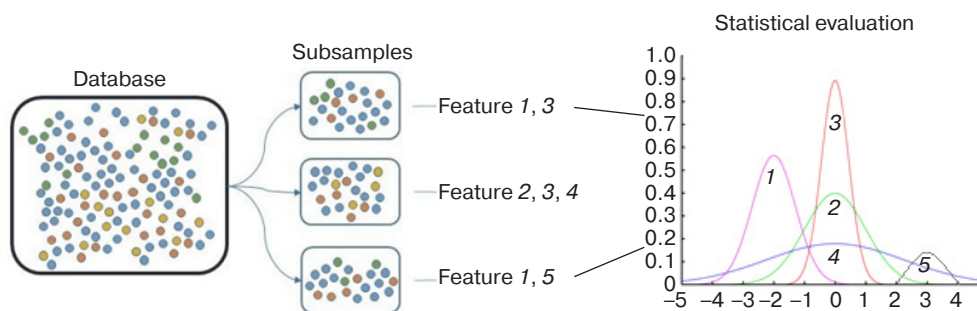 Statistical evaluation
Subsamples
Database
Feature 1, 3
Feature 2, 3, 4
Feature 1, 5
1.0
0.9
0.8
0.7
0.6
0.5
0.4
0.3
0.2
0.1
0
3
1
2
4
5
−5 −4 −3 −2 −1 0 1 2 3 4